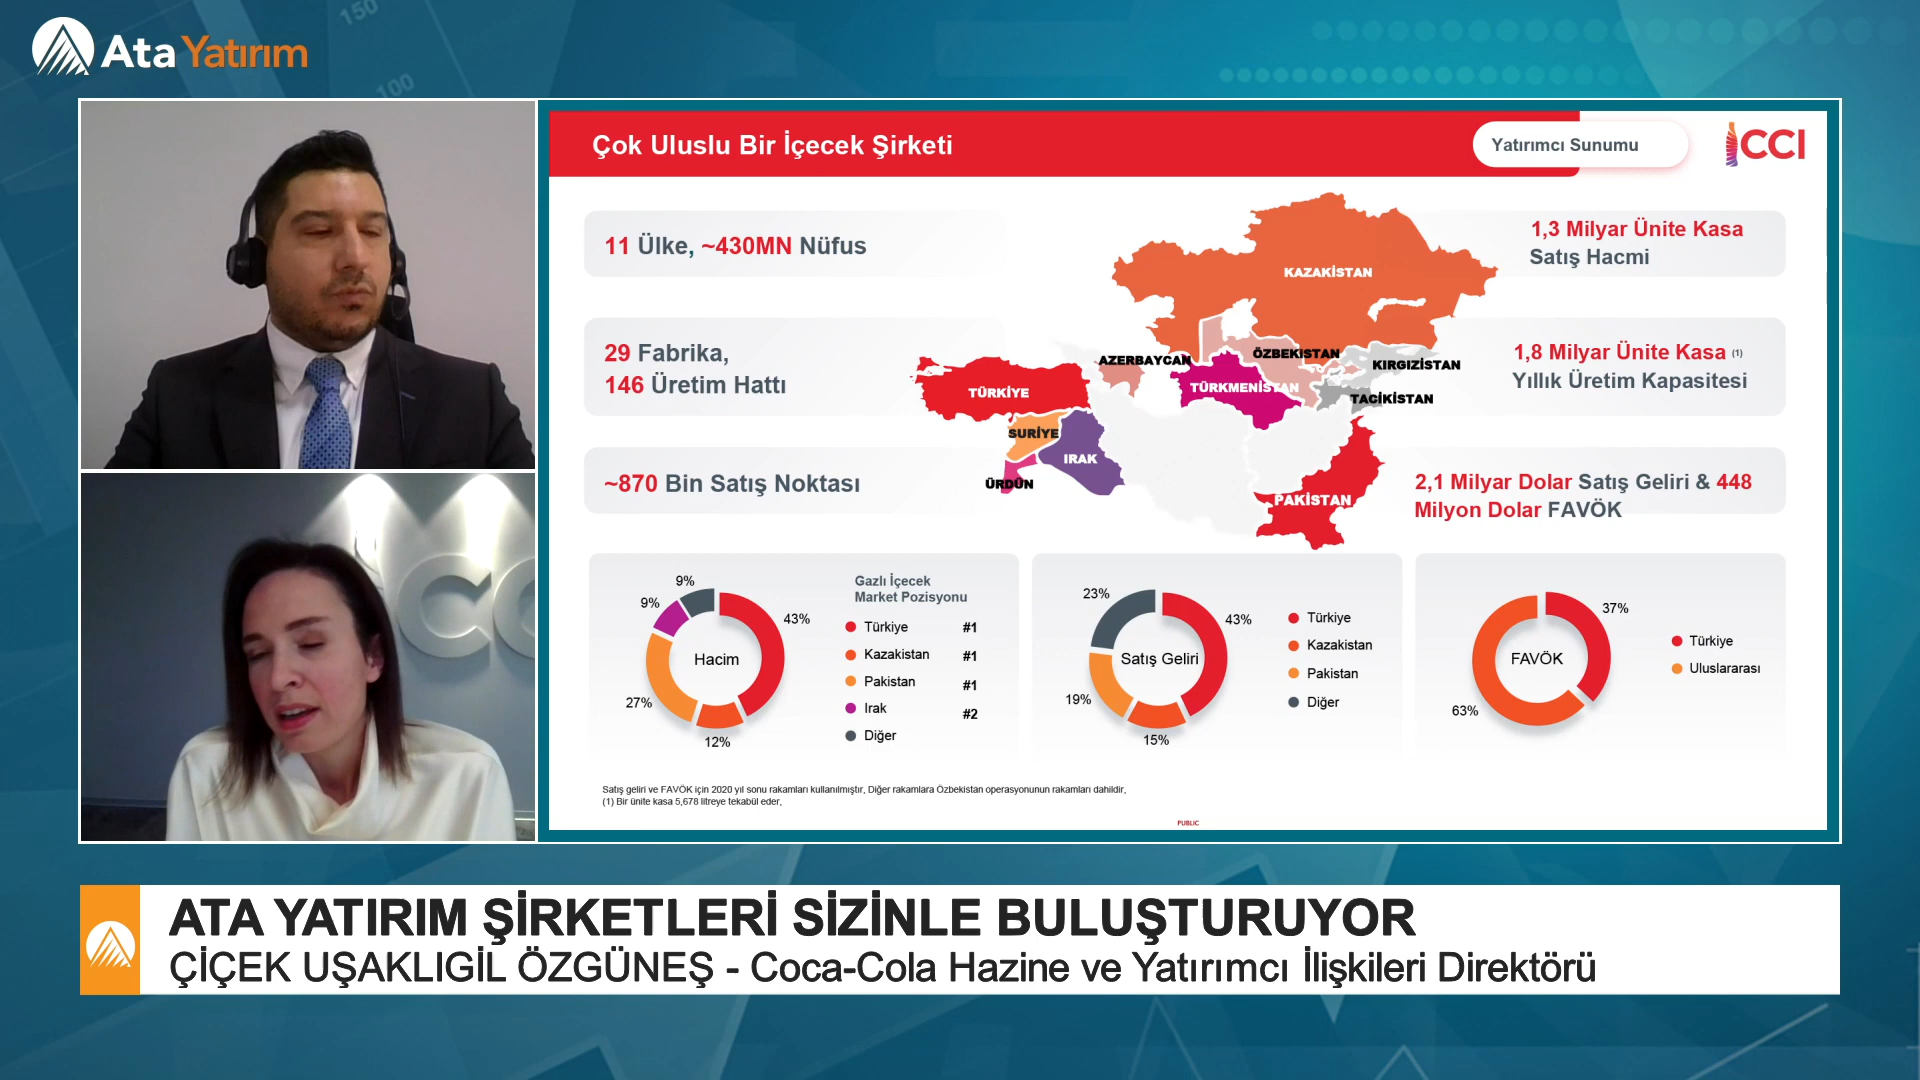 Ata Yatırım
150
100
Çok Uluslu Bir İçecek Şirketi
Yatırımcı Sunumu
CCI
11 Ülke, ~430MN Nüfus
29 Fabrika,
146 Üretim Hattı
~870 Bin Satış Noktası
KAZAKİSTAN
AZERBAYCAN
ÖZBEKİSTAN
KIRGIZİSTAN
TÜRKİYE
TÜRKMENİSTAN
TACİKİSTAN
SURİYE
IRAK
ÜRDÜN
PAKİSTAN
1,3 Milyar Ünite Kasa
Satış Hacmi
1,8 Milyar Ünite Kasa (1)
Yıllık Üretim Kapasitesi
2,1 Milyar Dolar Satış Geliri & 448
Milyon Dolar FAVÖK
Hacim
9%
9%
43%
27%
12%
Gazlı İçecek
Market Pozisyonu
Türkiye #1
Kazakistan #1
Pakistan #1
Irak #2
Diğer
Satış Geliri
23%
43%
19%
15%
Türkiye
Kazakistan
Pakistan
Diğer
FAVÖK
37%
63%
Türkiye
Uluslararası
Satış geliri ve FAVÖK için 2020 yıl sonu rakamları kullanılmıştır, Diğer rakamlara Özbekistan operasyonunun rakamları dahildir,
(1) Bir ünite kasa 5,678 litreye tekabül eder,
PUBLIC
CC
ATA YATIRIM ŞİRKETLERİ SİZİNLE BULUŞTURUYOR
ÇİÇEK UŞAKLIGİL ÖZGÜNEŞ - Coca-Cola Hazine ve Yatırımcı İlişkileri Direktörü